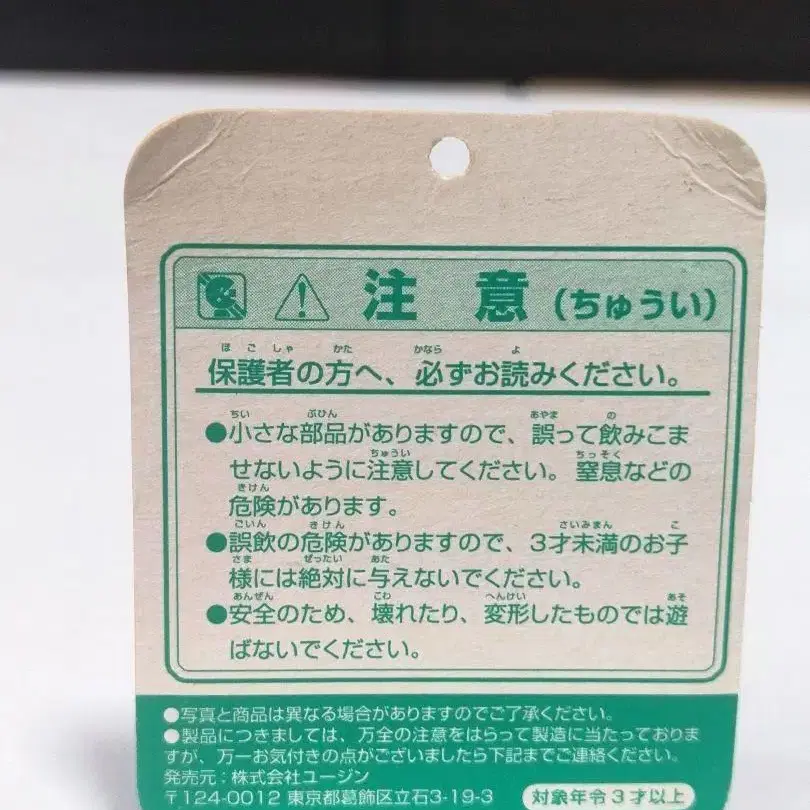 注 意 (ちゅうい)
保護者の方へ、必ずお読みください。
●小さな部品がありますので、誤って飲みこま
せないように注意してください。窒息などの
危険があります。
●誤飲の危険がありますので、3才未満のお子
様には絶対に与えないでください。
●安全のため、壊れたり、変形したものでは遊
ばないでください。
●写真と商品は異なる場合がありますのでご了承ください。
●製品につきましては、万全の注意をはらって製造に当たっておりま
すが、万一お気付きの点がございましたら下記までご連絡ください。
発売元:株式会社ユージン
〒124-0012 東京都葛飾区立石3-19-3 対象年令3才以上